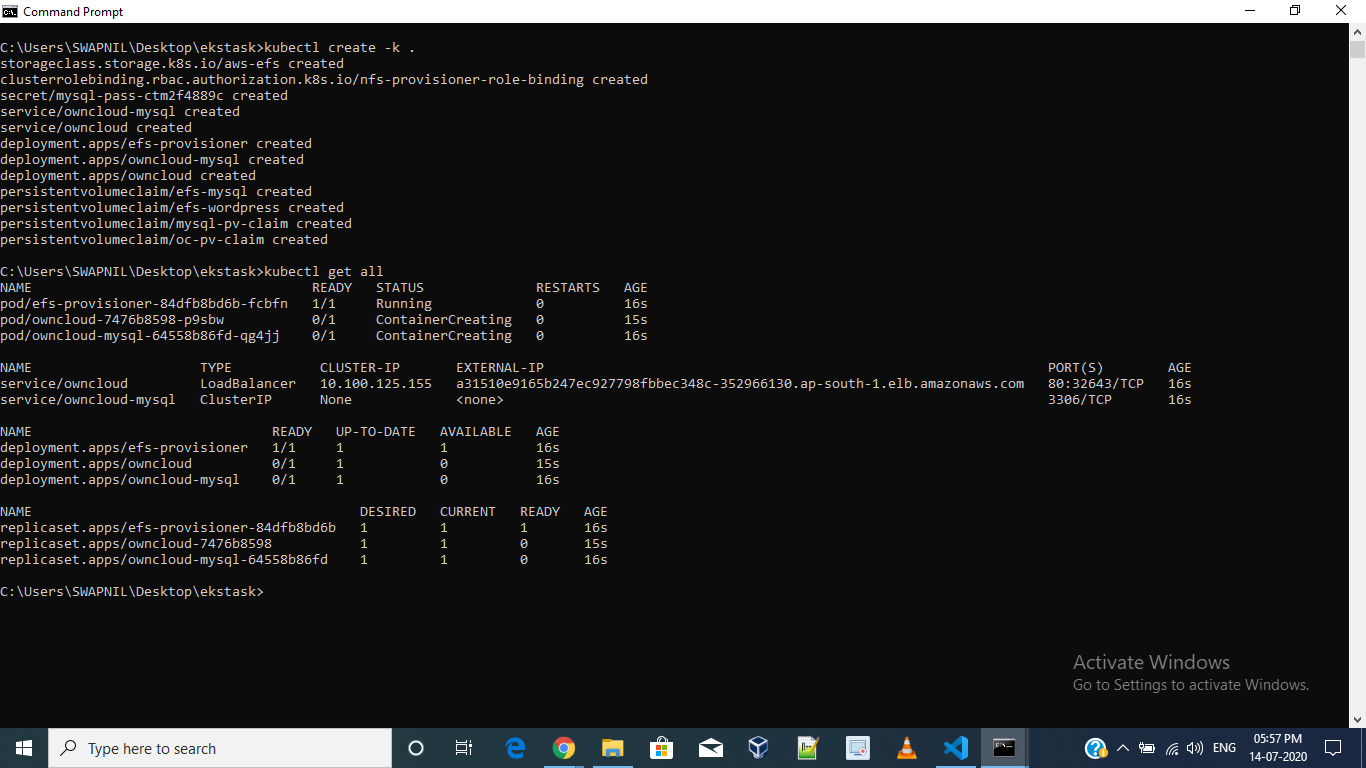 Command Prompt
C:\Users\SWAPNIL\Desktop\ekstask>kubectl create -k .
storageclass.storage.k8s.io/aws-efs created
clusterrolebinding.rbac.authorization.k8s.io/nfs-provisioner-role-binding created
secret/mysql-pass-ctm2f4889c created
service/owncloud-mysql created
service/owncloud created
deployment.apps/efs-provisioner created
deployment.apps/owncloud-mysql created
deployment.apps/owncloud created
persistentvolumeclaim/efs-mysql created
persistentvolumeclaim/efs-wordpress created
persistentvolumeclaim/mysql-pv-claim created
persistentvolumeclaim/oc-pv-claim created
C:\Users\SWAPNIL\Desktop\ekstask>kubectl get all
NAME READY STATUS RESTARTS AGE
pod/efs-provisioner-84dfb8bd6b-fcbfn 1/1 Running 0 16s
pod/owncloud-7476b8598-p9sbw 0/1 ContainerCreating 0 15s
pod/owncloud-mysql-64558b86fd-qg4jj 0/1 ContainerCreating 0 16s
NAME TYPE CLUSTER-IP EXTERNAL-IP PORT(S) AGE
service/owncloud LoadBalancer 10.100.125.155 a31510e9165b247ec927798fbbec348c-352966130.ap-south-1.elb.amazonaws.com 80:32643/TCP 16s
service/owncloud-mysql ClusterIP None <none> 3306/TCP 16s
NAME READY UP-TO-DATE AVAILABLE AGE
deployment.apps/efs-provisioner 1/1 1 1 16s
deployment.apps/owncloud 0/1 1 0 15s
deployment.apps/owncloud-mysql 0/1 1 0 16s
NAME DESIRED CURRENT READY AGE
replicaset.apps/efs-provisioner-84dfb8bd6b 1 1 1 16s
replicaset.apps/owncloud-7476b8598 1 1 0 15s
replicaset.apps/owncloud-mysql-64558b86fd 1 1 0 16s
C:\Users\SWAPNIL\Desktop\ekstask>
Activate Windows
Go to Settings to activate Windows.
Type here to search
ENG
05:57 PM
14-07-2020